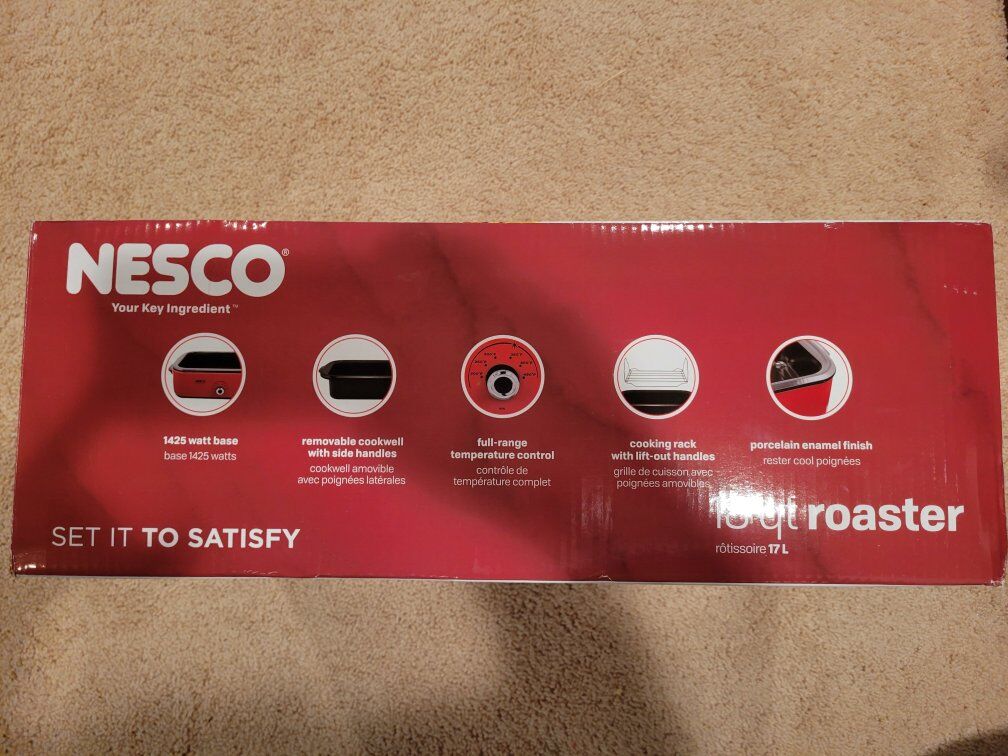 NESCO®
Your Key Ingredient™
1425 watt base
base 1425 watts
removable cookwell
with side handles
cookwell amovible
avec poignées latérales
full-range
temperature control
contrôle de
température complet
cooking rack
with lift-out handles
grille de cuisson avec
poignées amovibles
porcelain enamel finish
rester cool poignées
SET IT TO SATISFY
18 qt roaster
rôtissoire 17 L